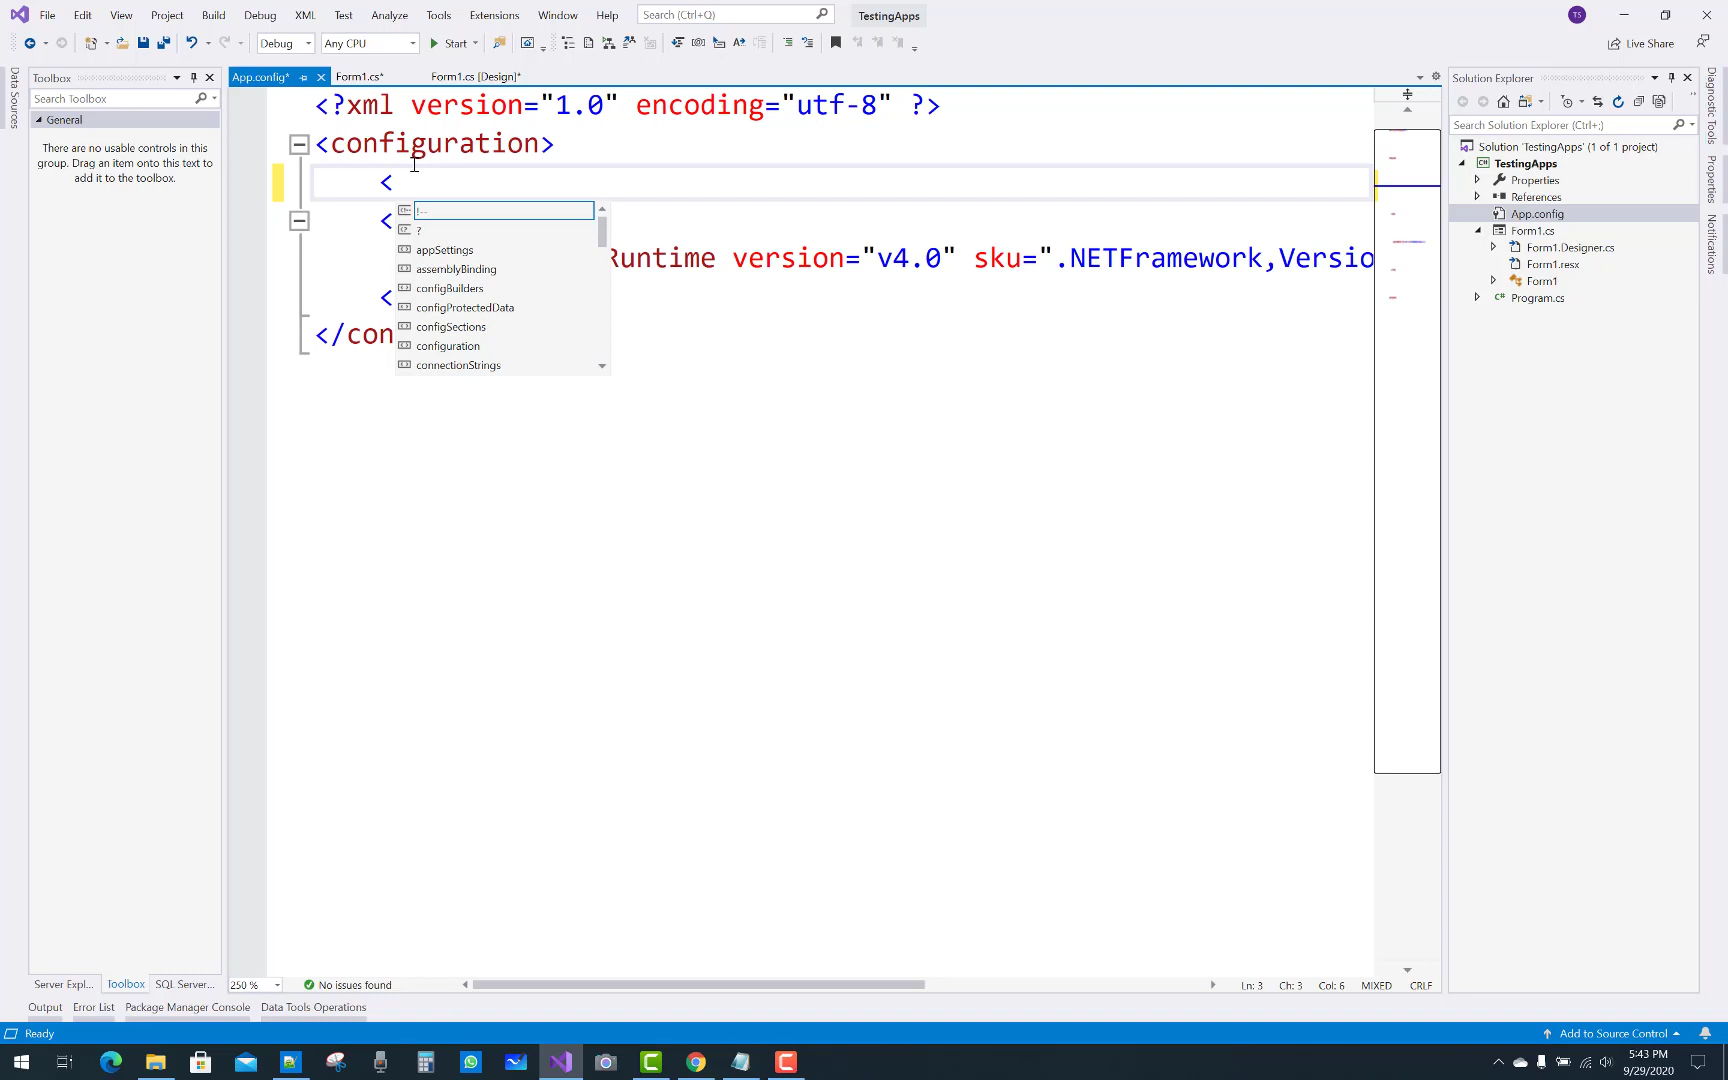 File Edit View Project Build Debug XML Test Analyze Tools Extensions Window Help Search (Ctrl+Q) TestingApps TS
Debug Any CPU Start Live Share
Data Sources
Toolbox
Search Toolbox
General
There are no usable controls in this
group. Drag an item onto this text to
add it to the toolbox.
App.config* Form1.cs* Form1.cs [Design]*
<?xml version="1.0" encoding="utf-8" ?>
<configuration>
<
<
Runtime version="v4.0" sku=".NETFramework,Versio
<
</con
!--
?
appSettings
assemblyBinding
configBuilders
configProtectedData
configSections
configuration
connectionStrings
Solution Explorer
Search Solution Explorer (Ctrl+;)
Solution 'TestingApps' (1 of 1 project)
TestingApps
Properties
References
App.config
Form1.cs
Form1.Designer.cs
Form1.resx
Form1
Program.cs
Diagnostic Tools
Properties
Notifications
Server Expl... Toolbox SQL Server...
250 % No issues found Ln: 3 Ch: 3 Col: 6 MIXED CRLF
Output Error List Package Manager Console Data Tools Operations
Ready Add to Source Control
5:43 PM
9/29/2020